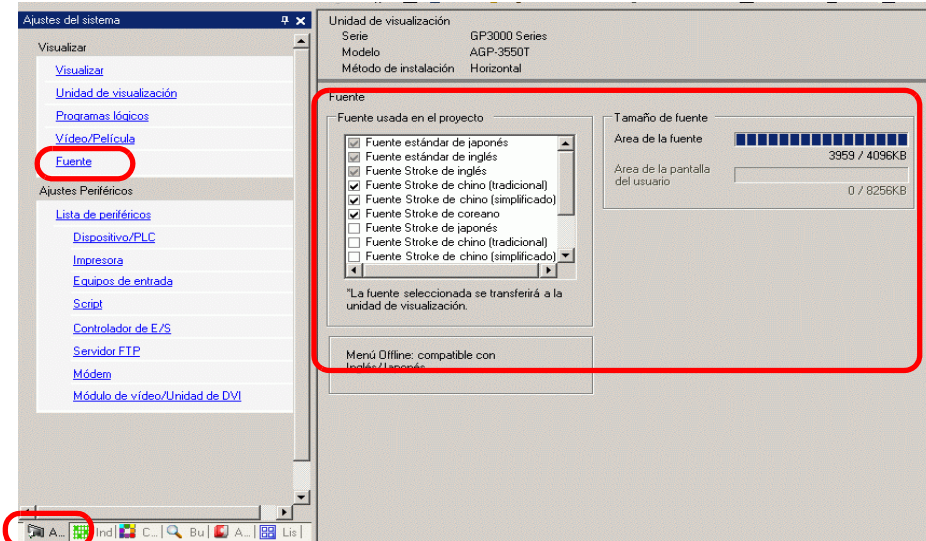 Ajustes del sistema
Visualizar
Visualizar
Unidad de visualización
Programas lógicos
Vídeo/Película
Fuente
Ajustes Periféricos
Lista de periféricos
Dispositivo/PLC
Impresora
Equipos de entrada
Script
Controlador de E/S
Servidor FTP
Módem
Módulo de vídeo/Unidad de DVI
A... Ind C... Bu A... Lis
Unidad de visualización
Serie GP3000 Series
Modelo AGP-3550T
Método de instalación Horizontal
Fuente
Fuente usada en el proyecto
Fuente estándar de japonés
Fuente estándar de inglés
Fuente Stroke de inglés
Fuente Stroke de chino (tradicional)
Fuente Stroke de chino (simplificado)
Fuente Stroke de coreano
Fuente Stroke de japonés
Fuente Stroke de chino (tradicional)
Fuente Stroke de chino (simplificado)
"La fuente seleccionada se transferirá a la
unidad de visualización.
Menú Offline: compatible con
Inglés/Japonés
Tamaño de fuente
Area de la fuente
3959 / 4096KB
Area de la pantalla
del usuario
0 / 8256KB